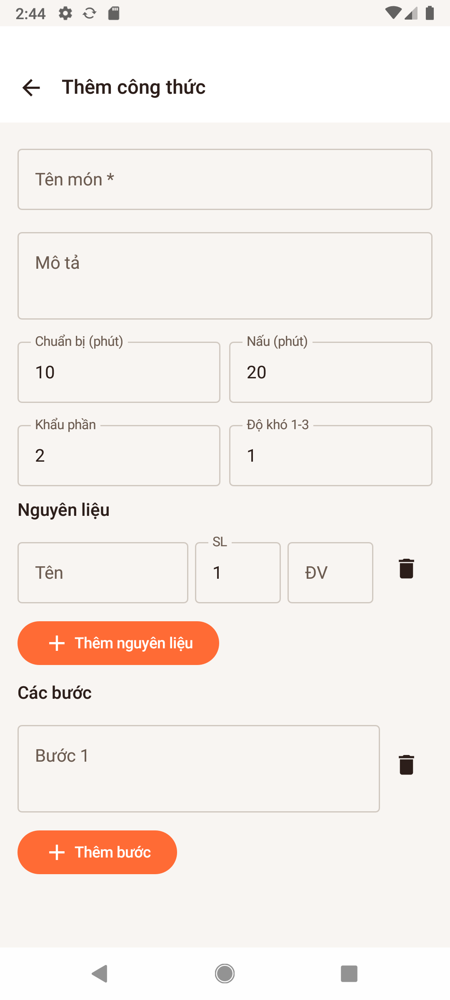 2:44
Thêm công thức
Tên món *
Mô tả
Chuẩn bị (phút) Nấu (phút)
10 20
Khẩu phần Độ khó 1-3
2 1
Nguyên liệu
SL
Tên 1 ĐV
Thêm nguyên liệu
Các bước
Bước 1
Thêm bước